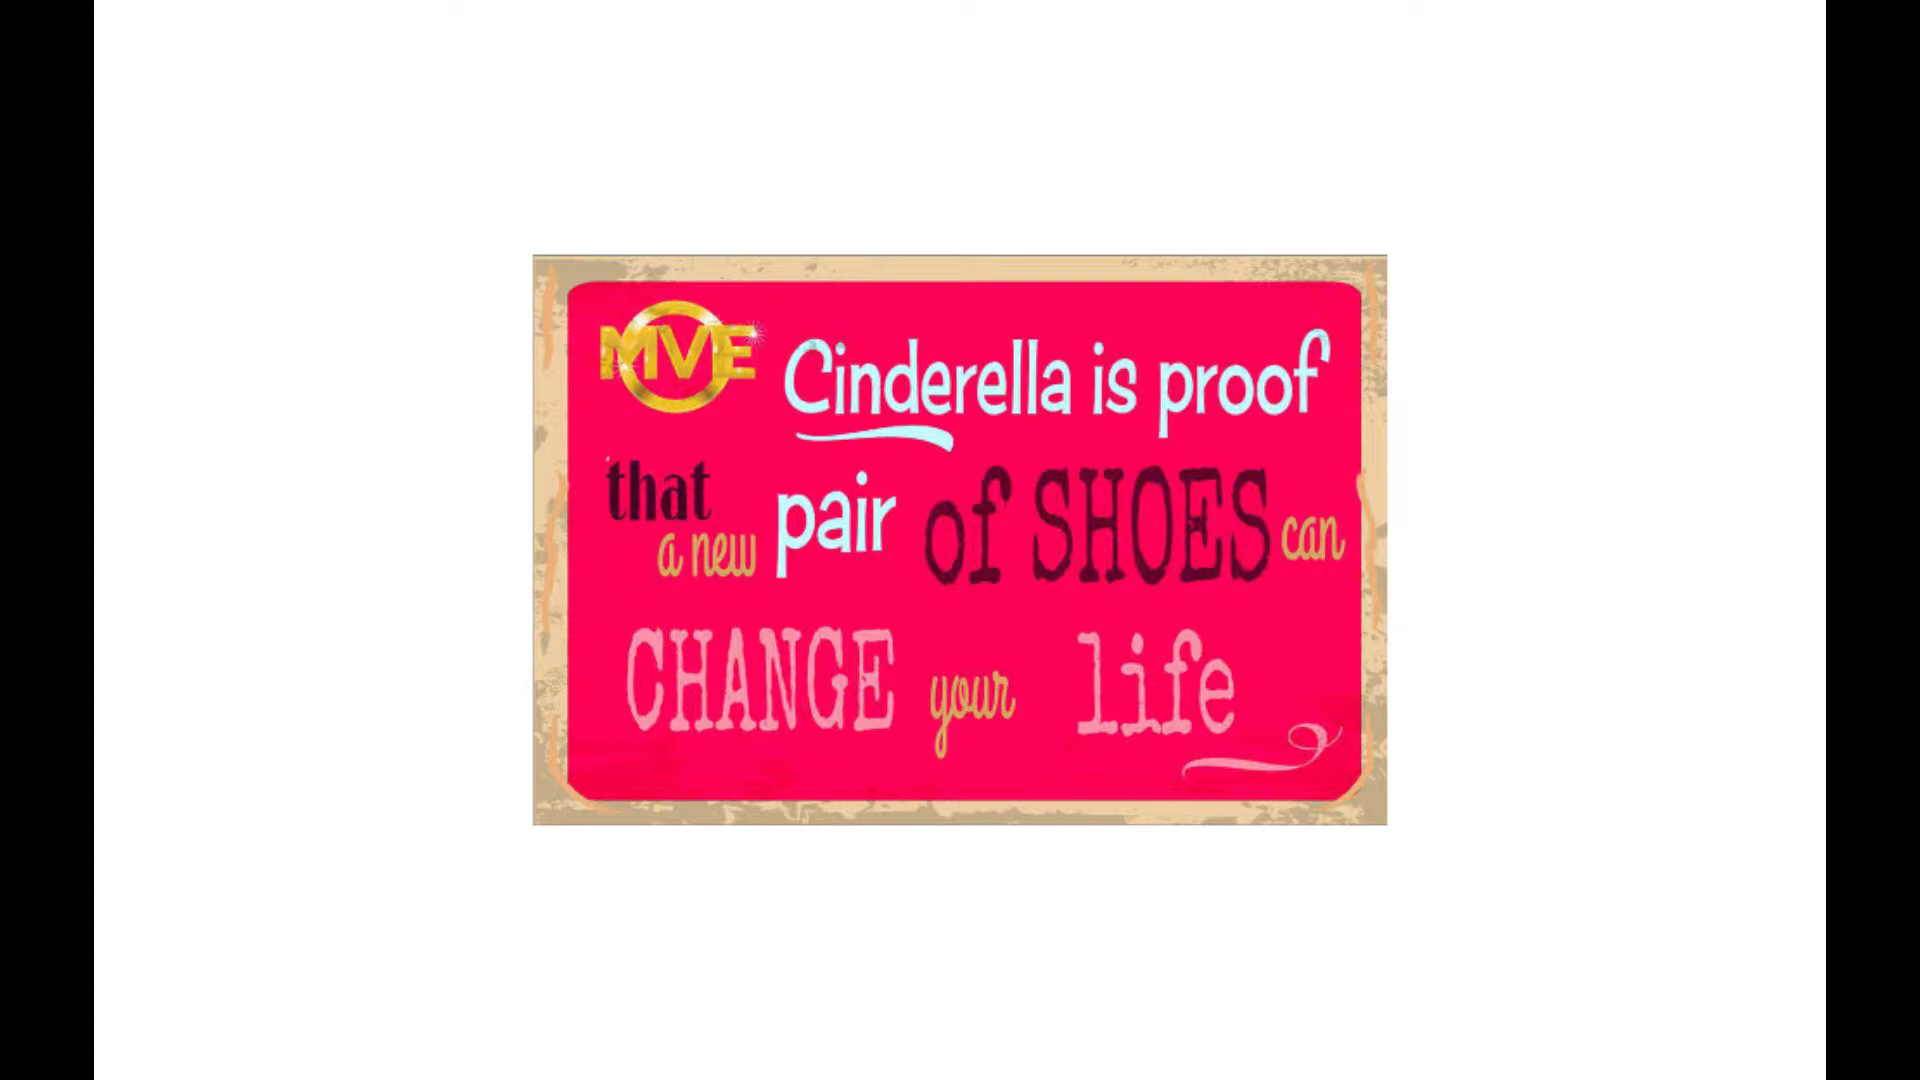 MVE
Cinderella is proof
that a new pair of SHOES can
CHANGE your life